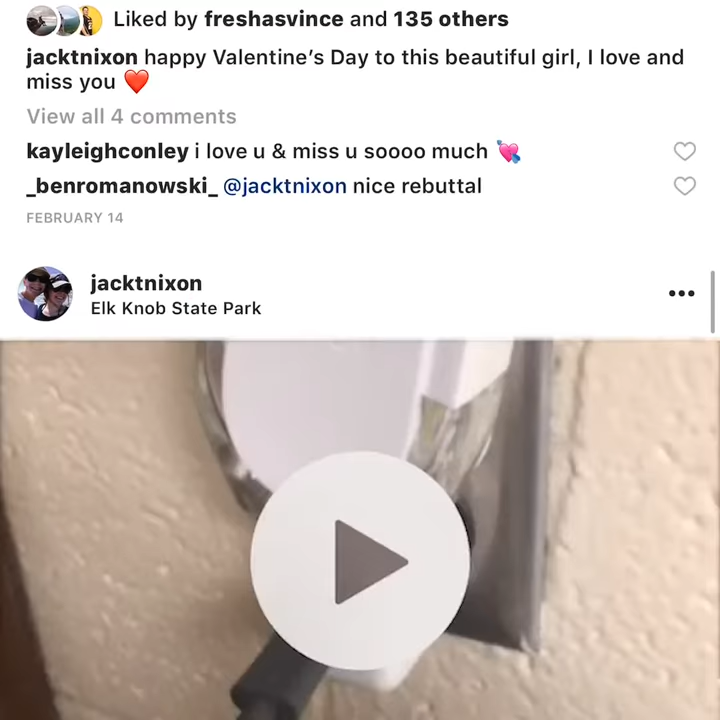 Liked by freshasvince and 135 others
jacktnixon happy Valentine's Day to this beautiful girl, I love and
miss you ❤️
View all 4 comments
kayleighconley i love u & miss u soooo much 💘
_benromanowski_ @jacktnixon nice rebuttal
FEBRUARY 14
jacktnixon
Elk Knob State Park